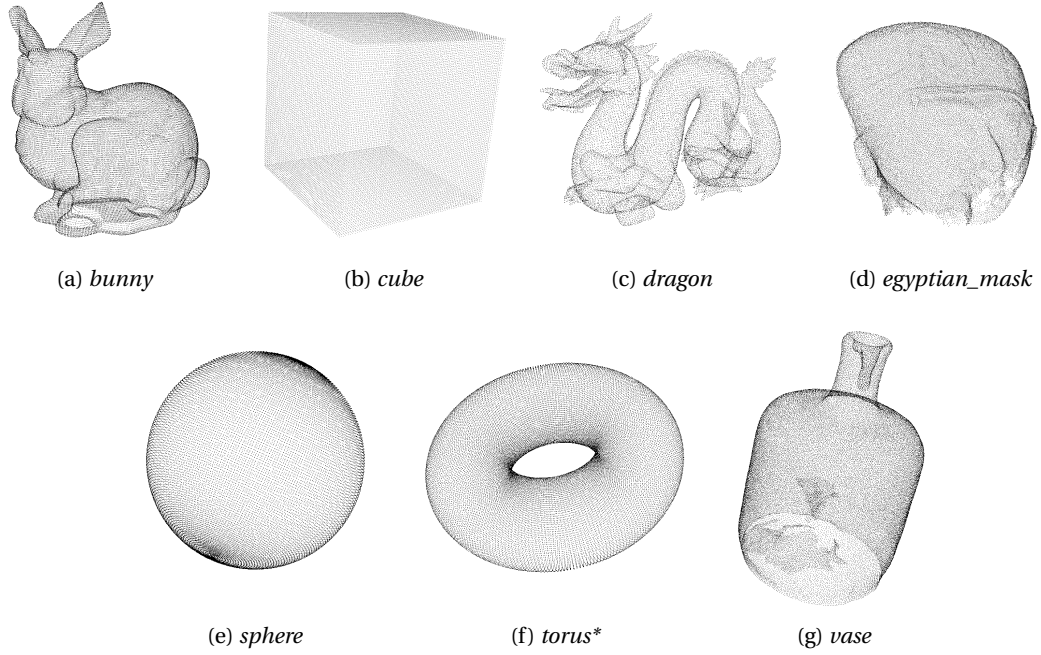 (a) bunny
(b) cube
(c) dragon
(d) egyptian_mask
(e) sphere
(f) torus*
(g) vase